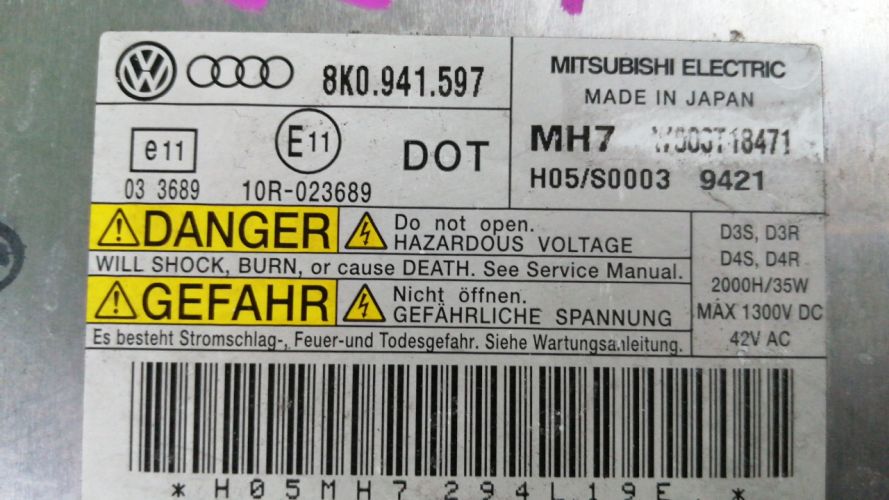 VW 8K0.941.597
MITSUBISHI ELECTRIC
MADE IN JAPAN
MH7
H05/S0003 9421
e11
03 3689
E11
10R-023689
DOT
DANGER
Do not open.
HAZARDOUS VOLTAGE
WILL SHOCK, BURN, or cause DEATH. See Service Manual.
GEFAHR
Nicht öffnen.
GEFÄHRLICHE SPANNUNG
Es besteht Stromschlag-, Feuer-und Todesgefahr. Siehe Wartungsanleitung.
D3S, D3R
D4S, D4R
2000H/35W
MAX 1300V DC
42V AC
*H05MH7294L19E *